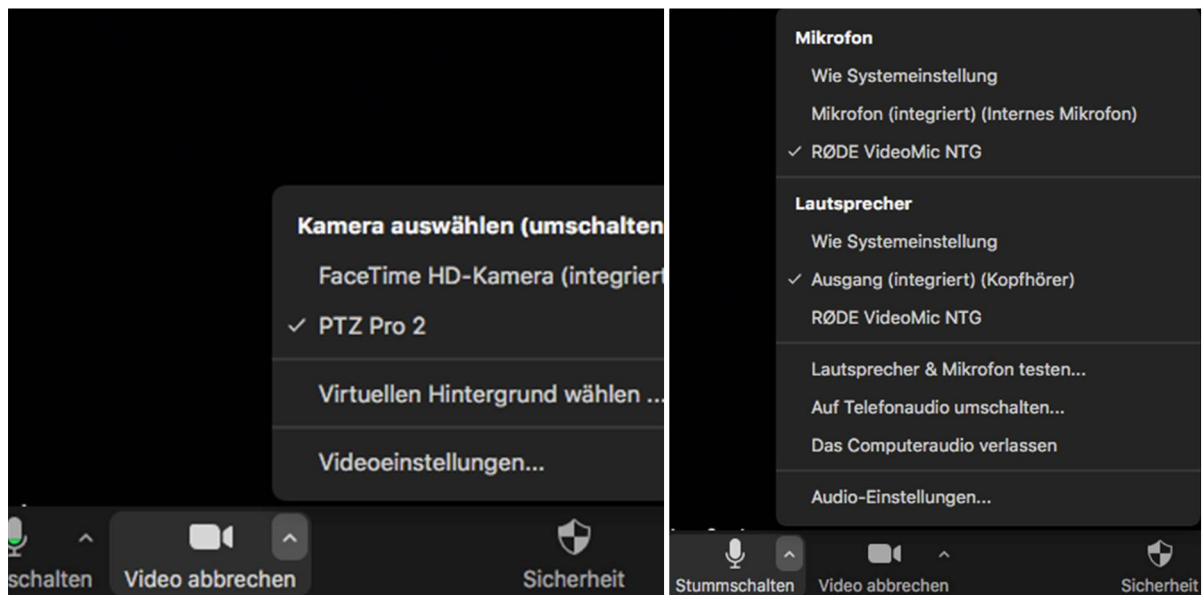 Kamera auswählen (umschalten
FaceTime HD-Kamera (integriert
✓ PTZ Pro 2
Virtuellen Hintergrund wählen ...
Videoeinstellungen...
schalten
Video abbrechen
Sicherheit
Mikrofon
Wie Systemeinstellung
Mikrofon (integriert) (Internes Mikrofon)
✓ RØDE VideoMic NTG
Lautsprecher
Wie Systemeinstellung
✓ Ausgang (integriert) (Kopfhörer)
RØDE VideoMic NTG
Lautsprecher & Mikrofon testen...
Auf Telefonaudio umschalten...
Das Computeraudio verlassen
Audio-Einstellungen...
Stummschalten
Video abbrechen
Sicherheit